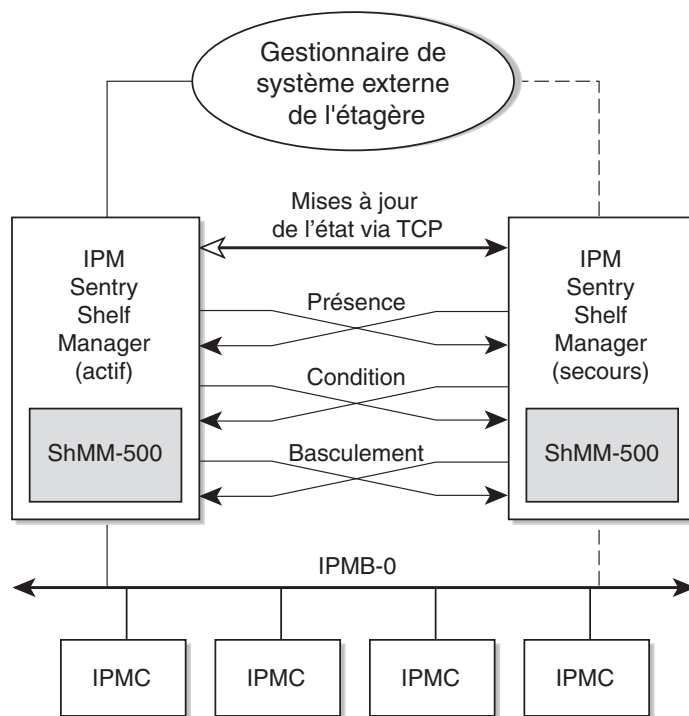 Gestionnaire de
système externe
de l'étagère
Mises à jour
de l’état via TCP
IPM
Sentry
Shelf
Manager
(actif)
ShMM-500
Présence
Condition
Basculement
IPM
Sentry
Shelf
Manager
(secours)
ShMM-500
IPMB-0
IPMC
IPMC
IPMC
IPMC